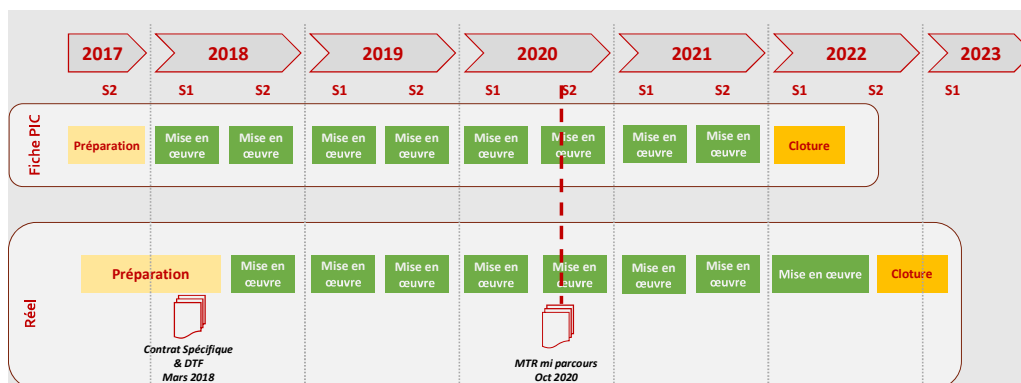 2017 2018 2019 2020 2021 2022 2023
S2 S1 S2 S1 S2 S1 S2 S1 S2 S1 S2 S1
Fiche PIC
Préparation
Mise en
œuvre
Mise en
œuvre
Mise en
œuvre
Mise en
œuvre
Mise en
œuvre
Mise en
œuvre
Mise en
œuvre
Mise en
œuvre
Cloture
Réel
Préparation
Mise en
œuvre
Mise en
œuvre
Mise en
œuvre
Mise en
œuvre
Mise en
œuvre
Mise en
œuvre
Mise en
œuvre
Mise en œuvre
Cloture
Contrat Spécifique
& DTF
Mars 2018
MTR mi parcours
Oct 2020